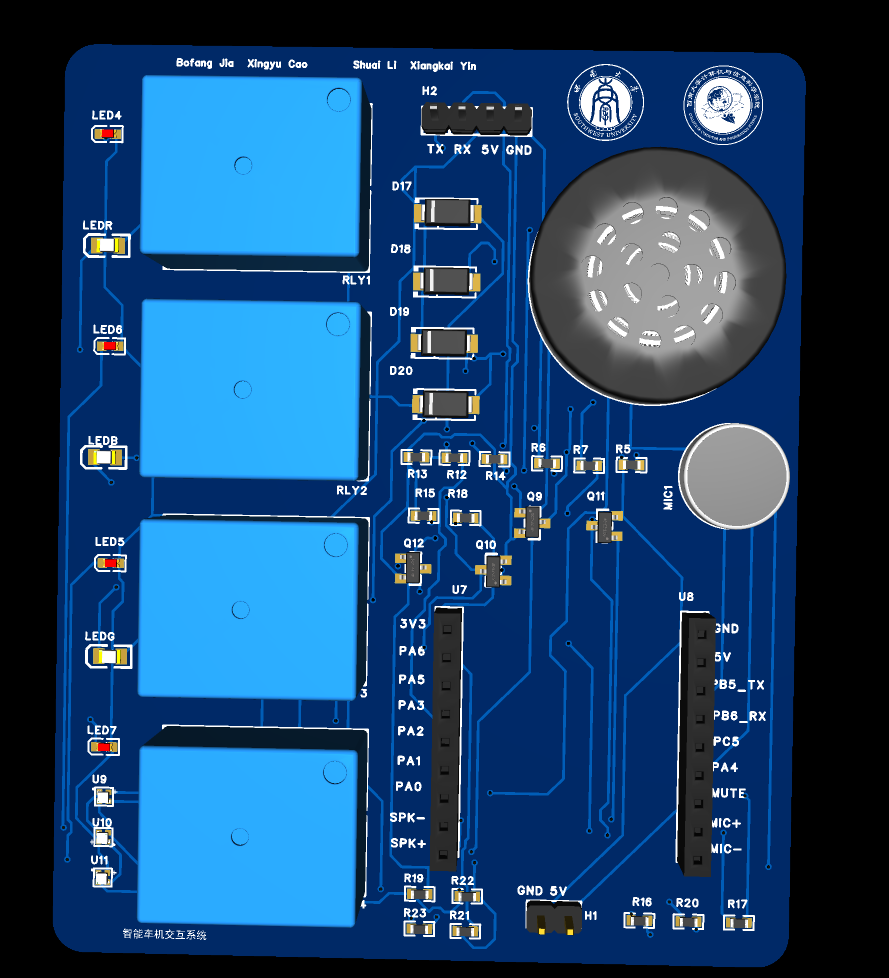 Bofang Jia Xingyu Cao Shuai Li Xiangkai Yin
H2
TX RX 5V GND
SOUTHWEST UNIVERSITY
LED4
LEDR
RLY1
D17
D18
D19
D20
LED6
LEDB
RLY2
R13 R12 R14
R6 R7 R5
MIC1
R15 R18
Q9 Q11
Q12 Q10
LED5
LEDG
3
LED7
U9
U10
U11
4
U7
3V3
PA6
PA5
PA3
PA2
PA1
PA0
SPK-
SPK+
U8
GND
5V
PB5_TX
PB6_RX
PC5
PA4
MUTE
MIC+
MIC-
R19 R22
R23 R21
GND 5V
H1
R16 R20 R17
智能车机交互系统